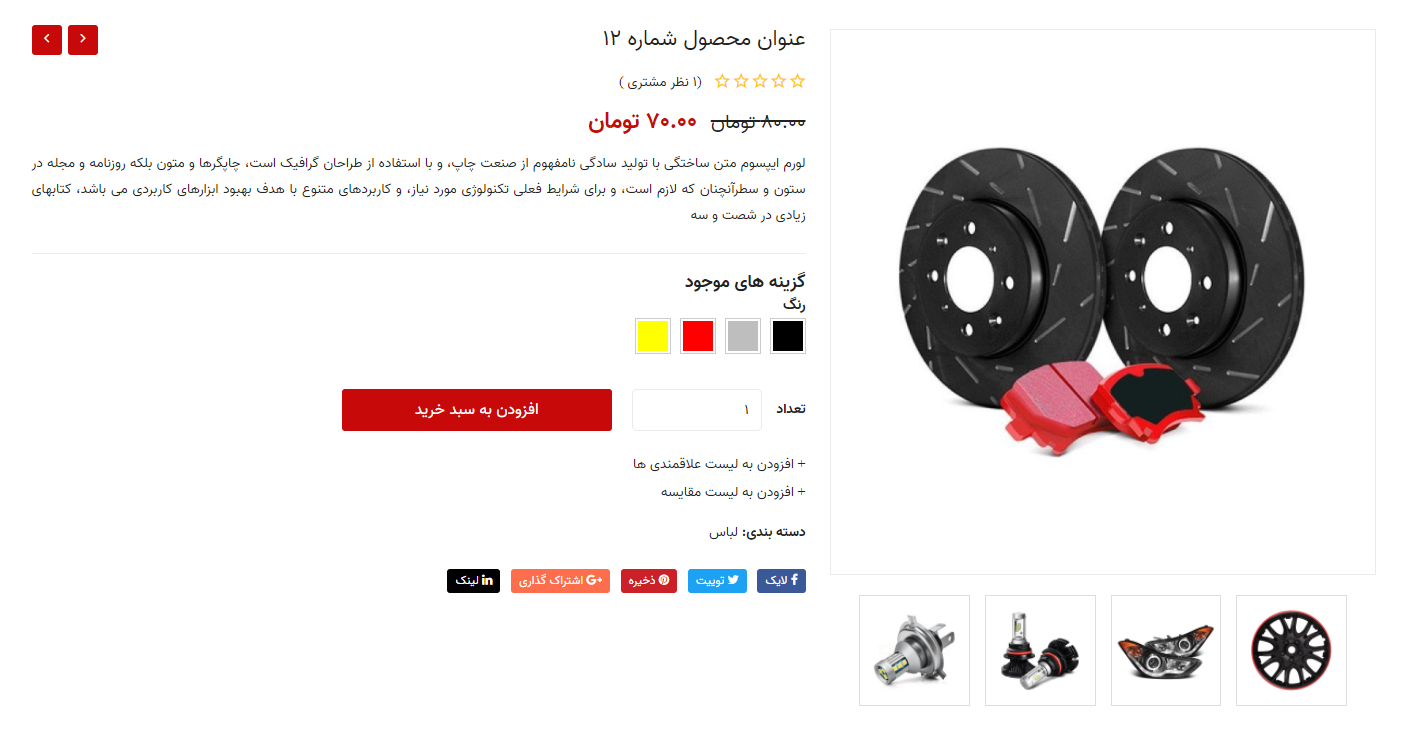 عنوان محصول شماره ۱۲
(۱ نظر مشتری )
۸۰.۰۰ تومان ۷۰.۰۰ تومان
لورم ایپسوم متن ساختگی با تولید سادگی نامفهوم از صنعت چاپ، و با استفاده از طراحان گرافیک است، چاپگرها و متون بلکه روزنامه و مجله در
ستون و سطرآنچنان که لازم است، و برای شرایط فعلی تکنولوژی مورد نیاز، و کاربردهای متنوع با هدف بهبود ابزارهای کاربردی می باشد، کتابهای
زیادی در شصت و سه
گزینه های موجود
رنگ
تعداد ۱ افزودن به سبد خرید
+ افزودن به لیست علاقمندی ها
+ افزودن به لیست مقایسه
دسته بندی: لباس
لایک توییت ذخیره اشتراک گذاری لینک